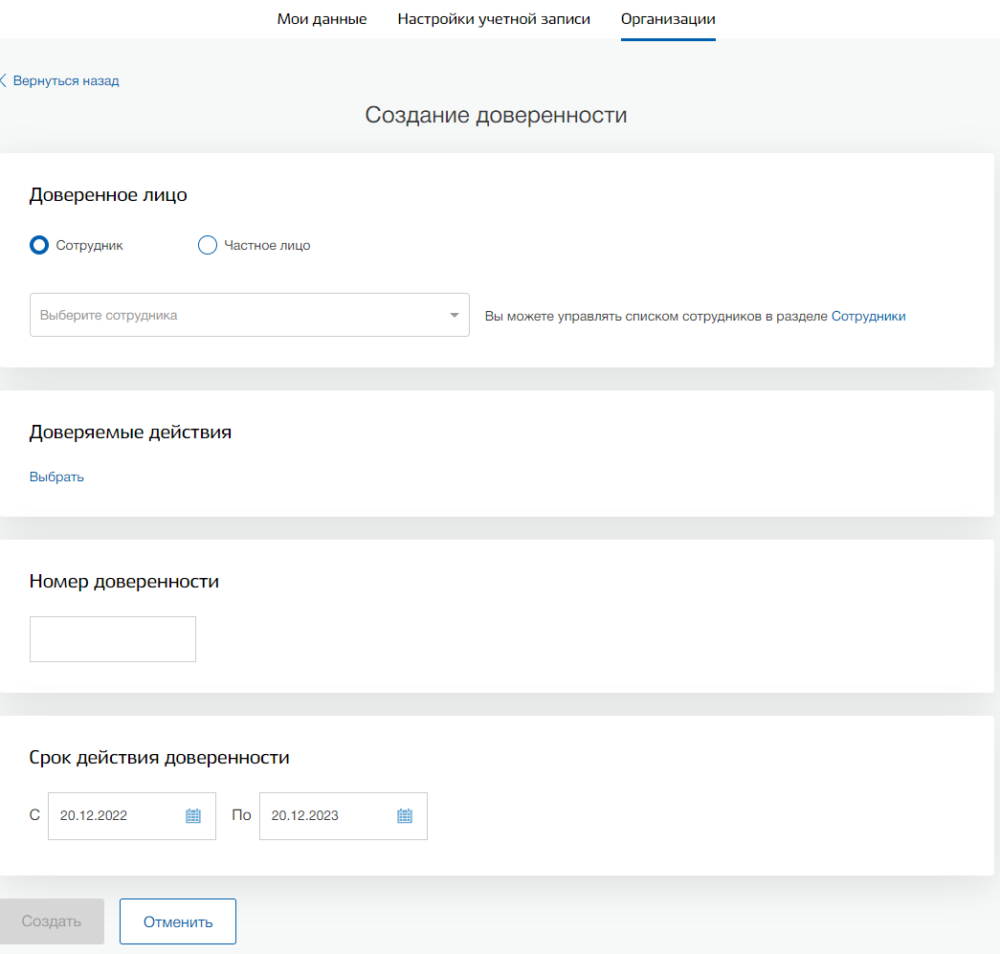 Мои данные Настройки учетной записи Организации
Вернуться назад
Создание доверенности
Доверенное лицо
Сотрудник Частное лицо
Выберите сотрудника Вы можете управлять списком сотрудников в разделе Сотрудники
Доверяемые действия
Выбрать
Номер доверенности
Срок действия доверенности
С 20.12.2022 По 20.12.2023
Создать Отменить